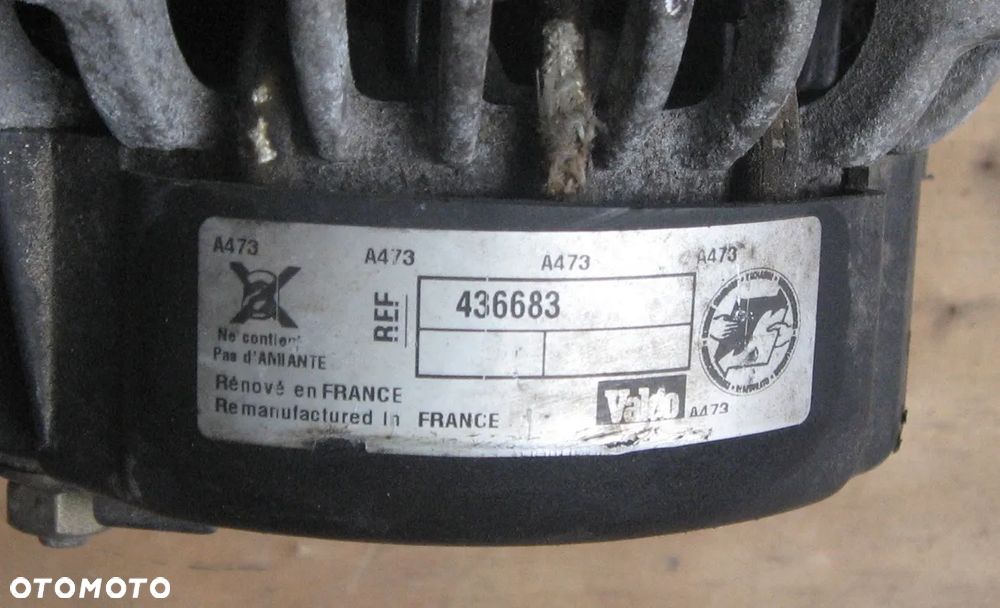 A473 A473 A473 A473
REF 436683
Ne contient
Pas d'AMIANTE
Rénové en FRANCE
Remanufactured in FRANCE
Valeo A473
OTOMOTO